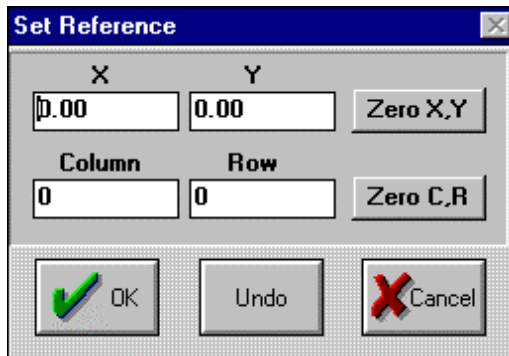 Set Reference
X Y
0.00 0.00 Zero X,Y
Column Row
0 0 Zero C,R
OK Undo Cancel